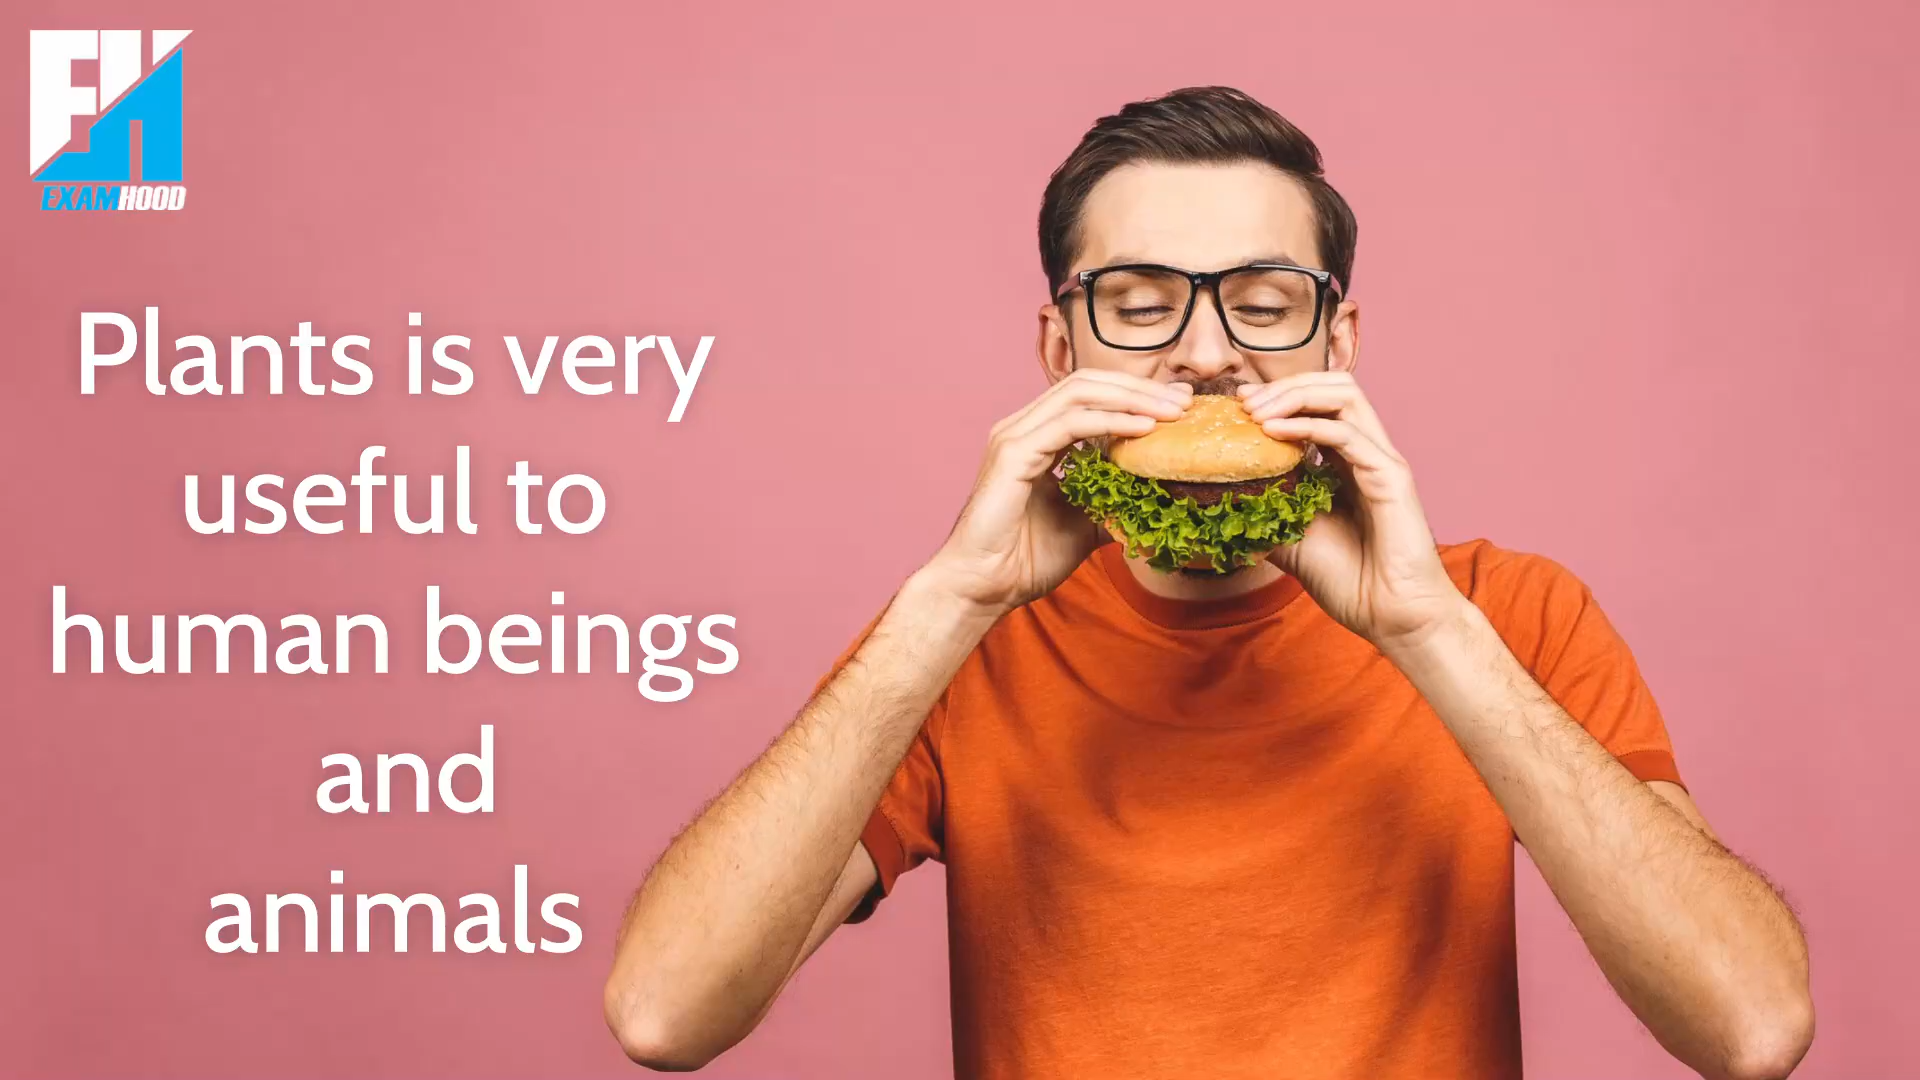 EXAMHOOD
Plants is very
useful to
human beings
and
animals